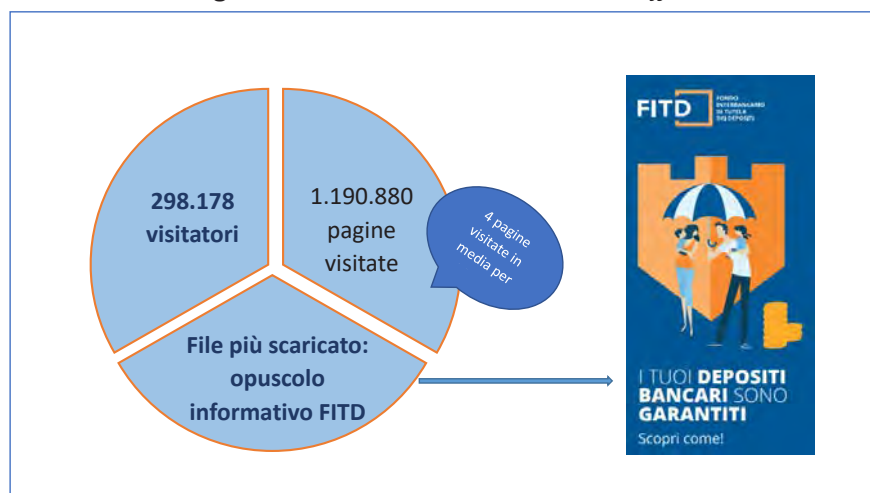 298.178
visitatori
1.190.880
pagine
visitate
4 pagine
visitate in
media per
File più scaricato:
opuscolo
informativo FITD
FITD
FONDO
INTERBANCARIO
DI TUTELA
DEI DEPOSITI
I TUOI DEPOSITI
BANCARI SONO
GARANTITI
Scopri come!